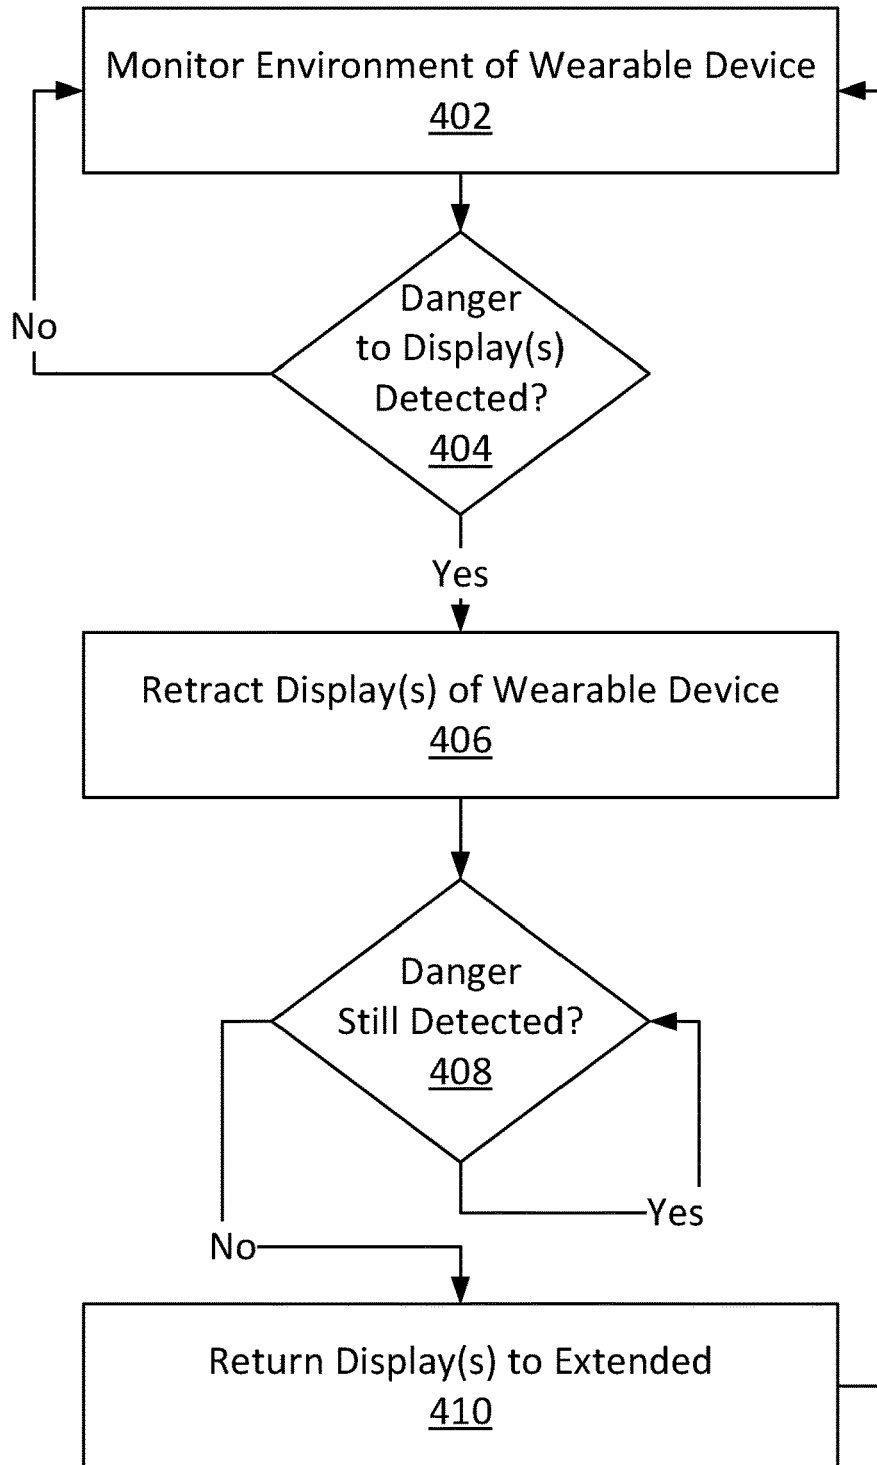 Monitor Environment of Wearable Device
402
Danger
to Display(s)
Detected?
404
No
Yes
Retract Display(s) of Wearable Device
406
Danger
Still Detected?
408
Yes
No
Return Display(s) to Extended
410